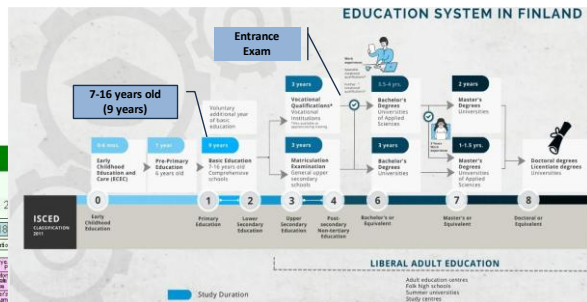 EDUCATION SYSTEM IN FINLAND
Entrance
Exam
7-16 years old
(9 years)
Voluntary
additional year
of basic
education
3 years
Vocational
Qualifications*
Vocational
Institutions
3.5-4 yrs.
Bachelor's
Degrees
Universities
of Applied
Sciences
2 years
Master's
Degrees
Universities
0-6 years
Early
Childhood
Education and
Care (ECEC)
1 year
Pre-Primary
Education
6 years old
9 years
Basic Education
7-16 years old
Comprehensive
schools
3 years
Matriculation
Examination
General upper
secondary
schools
3 years
Bachelor's
Degrees
Universities
1-1.5 yrs.
Master's
Degrees
Universities
of Applied
Sciences
Doctoral degrees
Licentiate degrees
Universities
ISCED
CLASSIFICATION
2011
0
1
2
3
4
6
7
8
Early
Childhood
Education
Primary
Education
Lower
Secondary
Education
Upper
Secondary
Education
Post-
secondary
Non-tertiary
Education
Bachelor's or
Equivalent
Master's or
Equivalent
Doctoral or
Equivalent
LIBERAL ADULT EDUCATION
Adult education centres
Folk high schools
Summer universities
Study centres
Study Duration